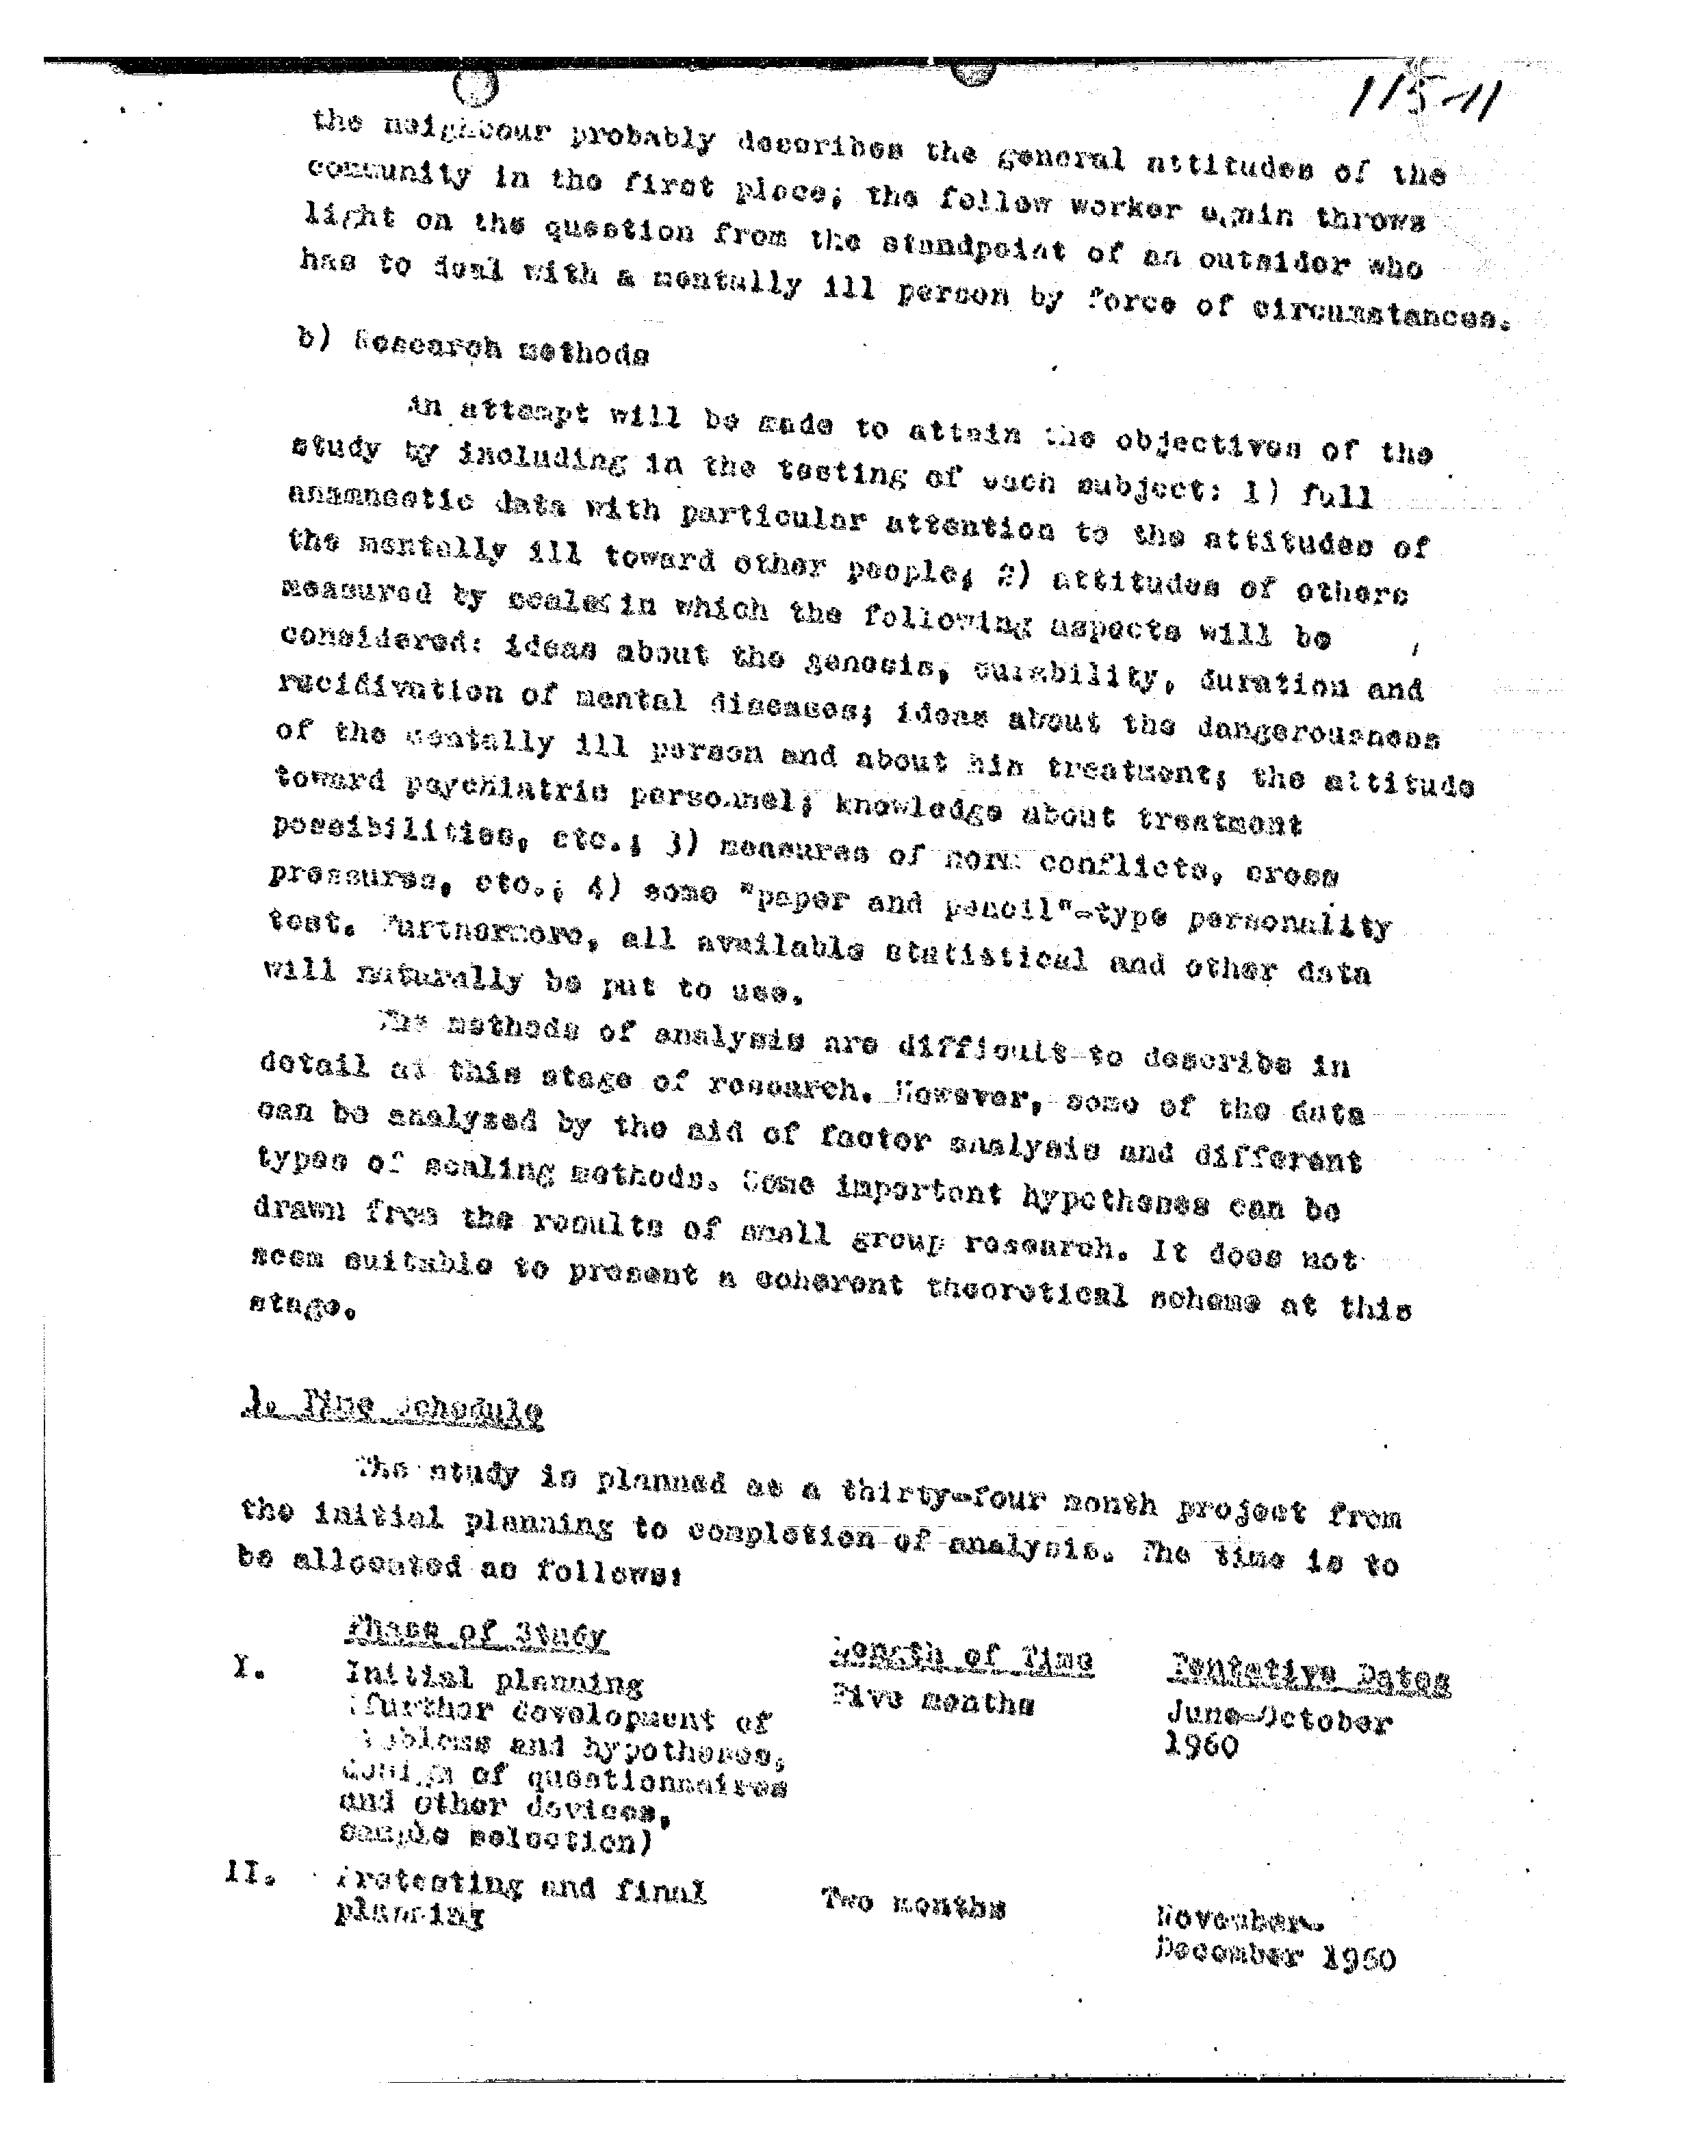 115-11
the neighbour probably describes the general attitudes of the
community in the first place; the fellow worker again throws
light on the question from the standpoint of an outsider who
has to deal with a mentally ill person by force of circumstances.
b) Research methods
An attempt will be made to attain the objectives of the
study by including in the testing of each subject: 1) full
anamnestic data with particular attention to the attitudes of
the mentally ill toward other people; 2) attitudes of others
measured by scales in which the following aspects will be
considered: ideas about the genesis, curability, duration and
recidivation of mental diseases; ideas about the dangerousness
of the mentally ill person and about his treatment; the attitude
toward psychiatric personnel; knowledge about treatment
possibilities, etc.; 3) measures of norm conflicts, cross
pressures, etc.; 4) some "paper and pencil"-type personality
test. Furthermore, all available statistical and other data
will naturally be put to use.
The methods of analysis are difficult to describe in
detail at this stage of research. However, some of the data
can be analyzed by the aid of factor analysis and different
types of scaling methods. Some important hypotheses can be
drawn from the results of small group research. It does not
seem suitable to present a coherent theoretical scheme at this
stage.
3. Time Schedule
The study is planned as a thirty-four month project from
the initial planning to completion of analysis. The time is to
be allocated as follows:
Phase of Study Length of Time Tentative Dates
I. Initial planning Five months June-October
(further development of 1960
problems and hypotheses,
design of questionnaires
and other devices,
sample selection)
II. Pretesting and final Two months November-
planning December 1960